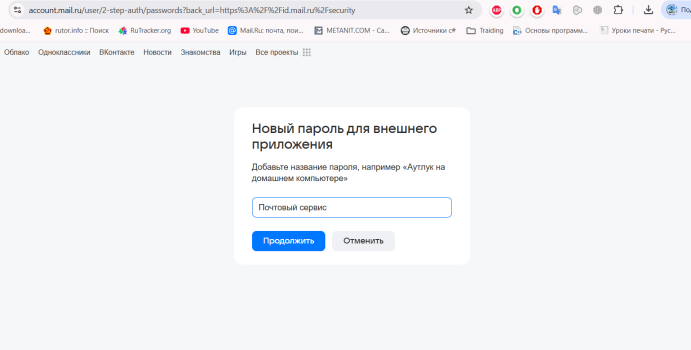 account.mail.ru/user/2-step-auth/passwords?back_url=https%3A%2F%2Fid.mail.ru%2Fsecurity
downloa... rutor.info :: Поиск RuTracker.org YouTube Mail.Ru: почта, пои... METANIT.COM - Са... Источники с# Traiding Основы программ... Уроки печати - Рус...
Облако Одноклассники ВКонтакте Новости Знакомства Игры Все проекты
Новый пароль для внешнего
приложения
Добавьте название пароля, например «Аутлук на
домашнем компьютере»
Почтовый сервис
Продолжить Отменить